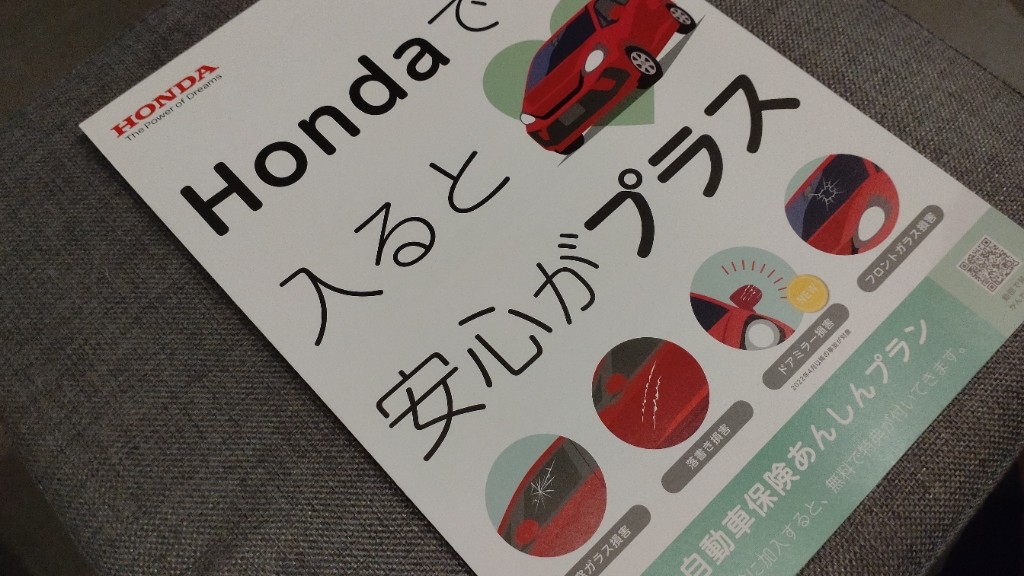 HONDA
The Power of Dreams
Hondaで
入ると
安心がプラス
ガラス損害
落書き損害
ドアミラー損害
2022年4月以降の事故が対象
フロントガラス損害
自動車保険あんしんプラン
に加入すると、無料で特典が付いてきます。